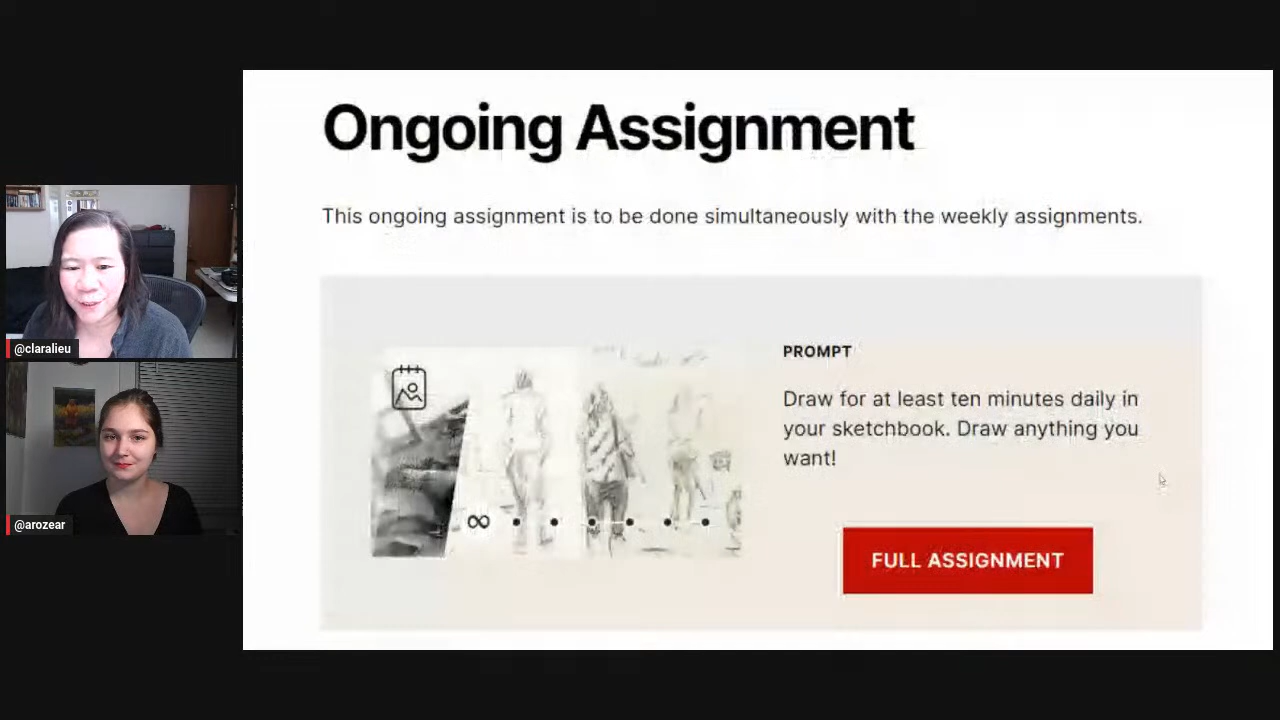 Ongoing Assignment
This ongoing assignment is to be done simultaneously with the weekly assignments.
PROMPT
Draw for at least ten minutes daily in
your sketchbook. Draw anything you
want!
FULL ASSIGNMENT
@claralieu
@arozear